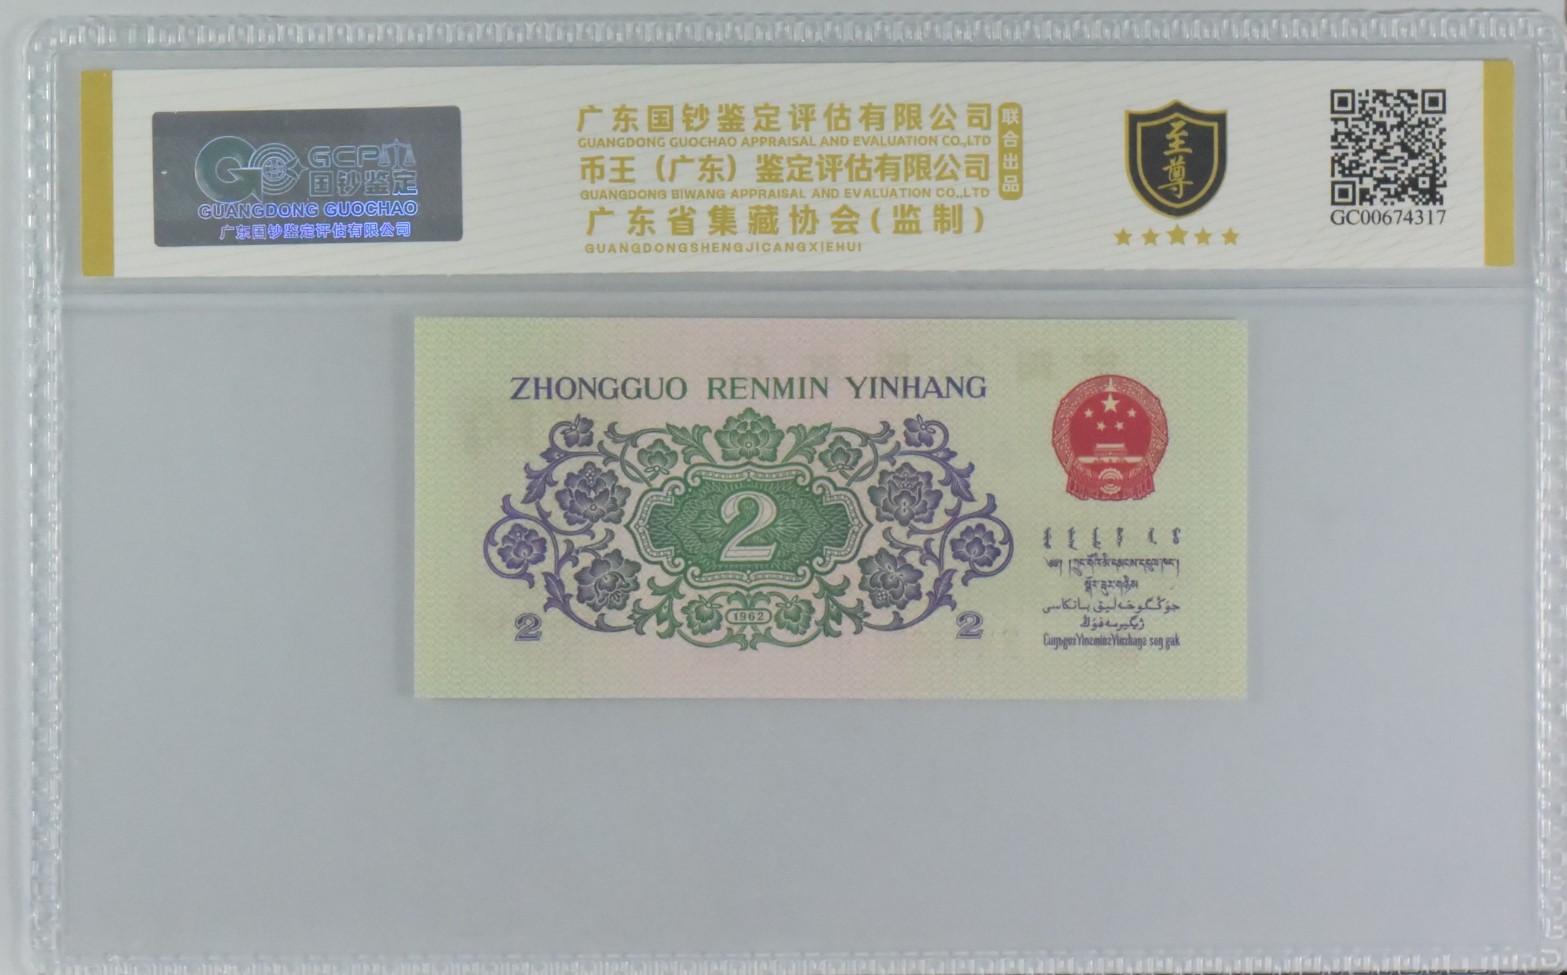 GCP
国钞鉴定
GUANGDONG GUOCHAO
广东国钞鉴定评估有限公司
广东国钞鉴定评估有限公司
GUANGDONG GUOCHAO APPRAISAL AND EVALUATION CO.,LTD
币王（广东）鉴定评估有限公司
GUANGDONG BIWANG APPRAISAL AND EVALUATION CO.,LTD
广东省集藏协会(监制)
GUANGDONGSHENGJICANGXIEHUI
联合出品
至尊
GC00674317
ZHONGGUO RENMIN YINHANG
2
1962
2
2